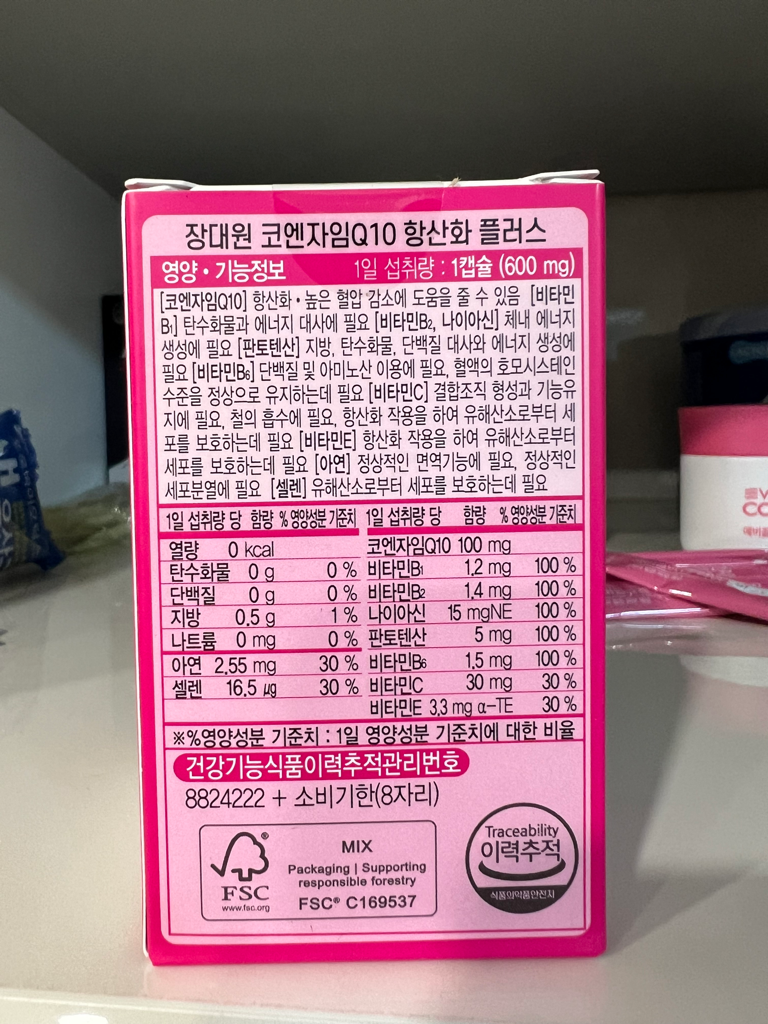 장대원 코엔자임Q10 항산화 플러스
영양・기능정보 1일 섭취량 : 1캡슐 (600 mg)
[코엔자임Q10] 항산화・높은 혈압 감소에 도움을 줄 수 있음 [비타민
B₁] 탄수화물과 에너지 대사에 필요 [비타민B₂, 나이아신] 체내 에너지
생성에 필요 [판토텐산] 지방, 탄수화물, 단백질 대사와 에너지 생성에
필요 [비타민B₆] 단백질 및 아미노산 이용에 필요, 혈액의 호모시스테인
수준을 정상으로 유지하는데 필요 [비타민C] 결합조직 형성과 기능유
지에 필요, 철의 흡수에 필요, 항산화 작용을 하여 유해산소로부터 세
포를 보호하는데 필요 [비타민E] 항산화 작용을 하여 유해산소로부터
세포를 보호하는데 필요 [아연] 정상적인 면역기능에 필요, 정상적인
세포분열에 필요 [셀렌] 유해산소로부터 세포를 보호하는데 필요
1일 섭취량 당 함량 % 영양성분 기준치
열량 0 kcal
탄수화물 0 g 0 %
단백질 0 g 0 %
지방 0.5 g 1 %
나트륨 0 mg 0 %
아연 2.55 mg 30 %
셀렌 16.5 μg 30 %
1일 섭취량 당 함량 % 영양성분 기준치
코엔자임Q10 100 mg
비타민B₁ 1.2 mg 100 %
비타민B₂ 1.4 mg 100 %
나이아신 15 mgNE 100 %
판토텐산 5 mg 100 %
비타민B₆ 1.5 mg 100 %
비타민C 30 mg 30 %
비타민E 3.3 mg α-TE 30 %
※%영양성분 기준치 : 1일 영양성분 기준치에 대한 비율
건강기능식품이력추적관리번호
8824222 + 소비기한(8자리)
FSC
www.fsc.org
MIX
Packaging | Supporting
responsible forestry
FSC® C169537
Traceability
이력추적
식품의약품안전처
CO